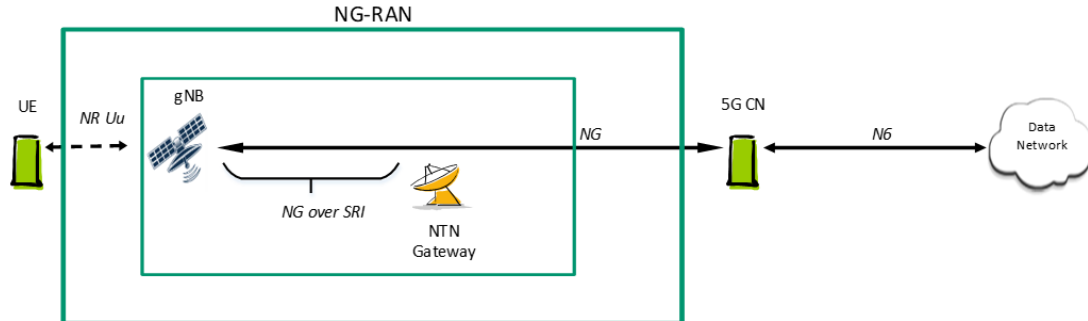 NG-RAN
UE
NR Uu
gNB
NG over SRI
NTN
Gateway
NG
5G CN
N6
Data
Network